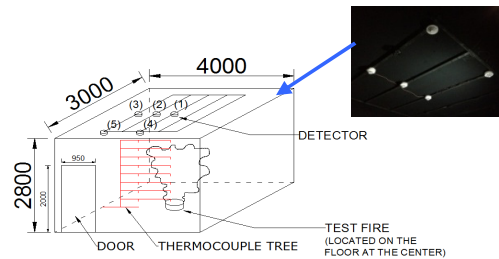 4000
3000
(3) (2) (1)
(5) (4)
DETECTOR
950
2800
2000
TEST FIRE
(LOCATED ON THE
FLOOR AT THE CENTER)
DOOR
THERMOCOUPLE TREE